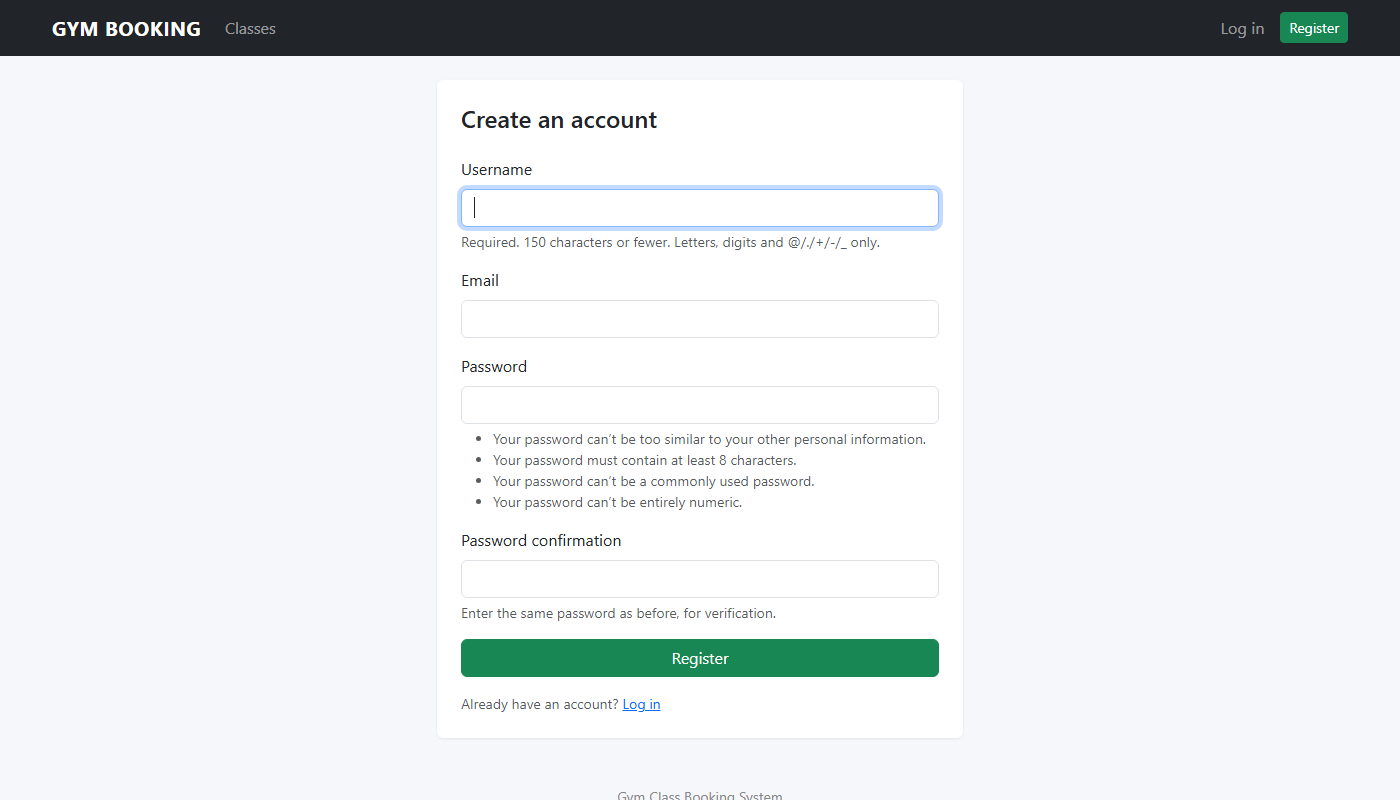 GYM BOOKING Classes Log in Register
Create an account
Username
Required. 150 characters or fewer. Letters, digits and @/./+/-/_ only.
Email
Password
Your password can’t be too similar to your other personal information.
Your password must contain at least 8 characters.
Your password can’t be a commonly used password.
Your password can’t be entirely numeric.
Password confirmation
Enter the same password as before, for verification.
Register
Already have an account? Log in
Gym Class Booking System